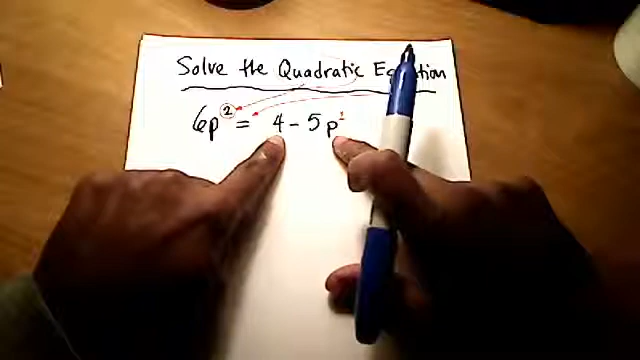 Solve the Quadratic Equation
6p² = 4 - 5p¹